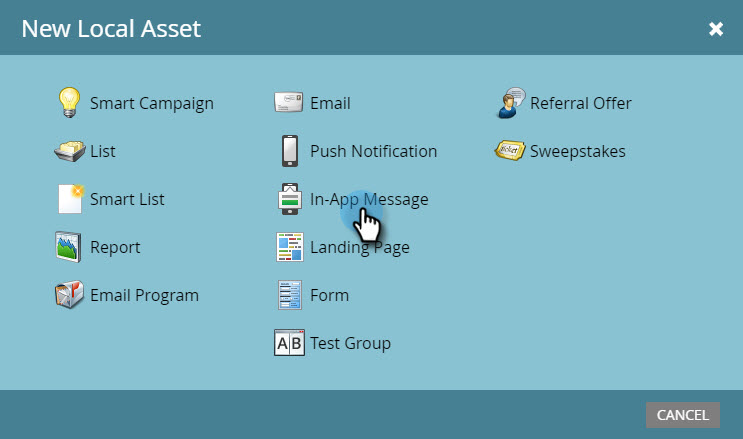 New Local Asset
Smart Campaign
List
Smart List
Report
Email Program
Email
Push Notification
In-App Message
Landing Page
Form
A B Test Group
Referral Offer
Sweepstakes
CANCEL